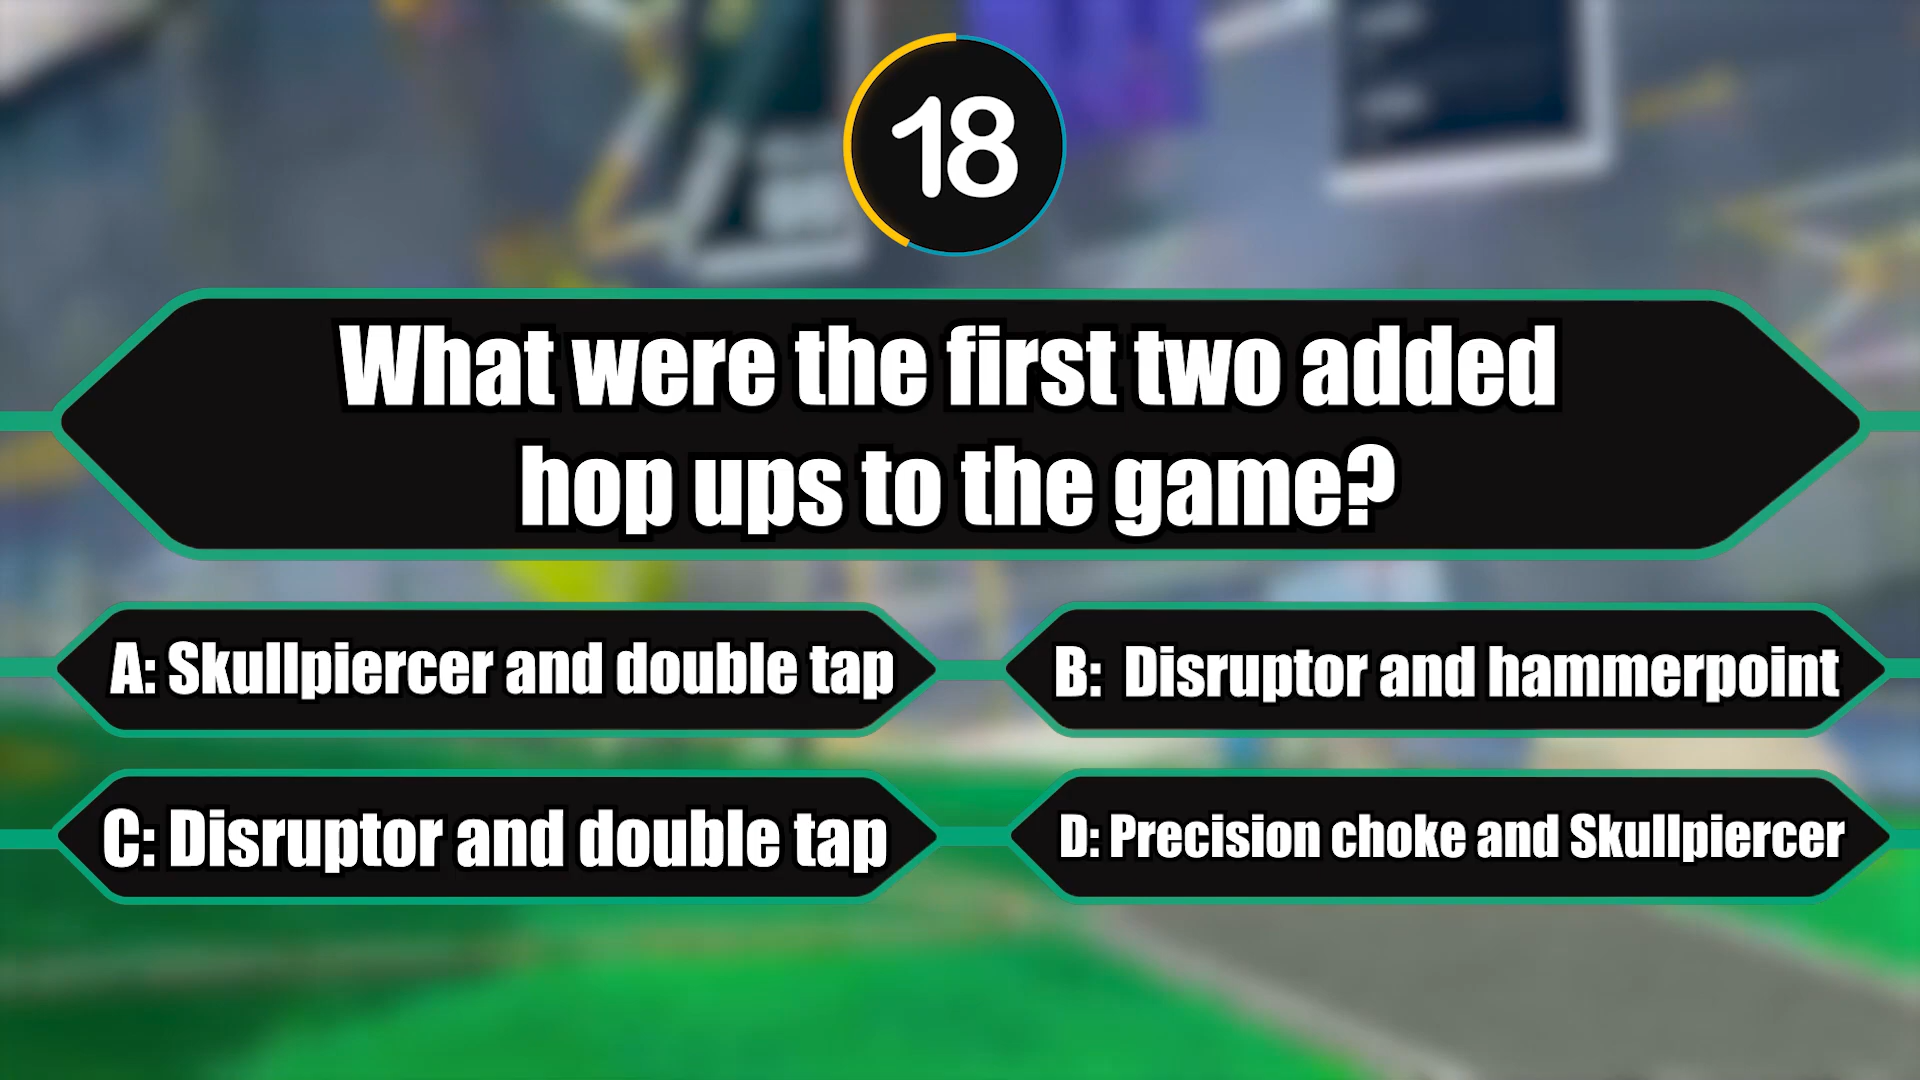 18
What were the first two added
hop ups to the game?
A: Skullpiercer and double tap
B: Disruptor and hammerpoint
C: Disruptor and double tap
D: Precision choke and Skullpiercer